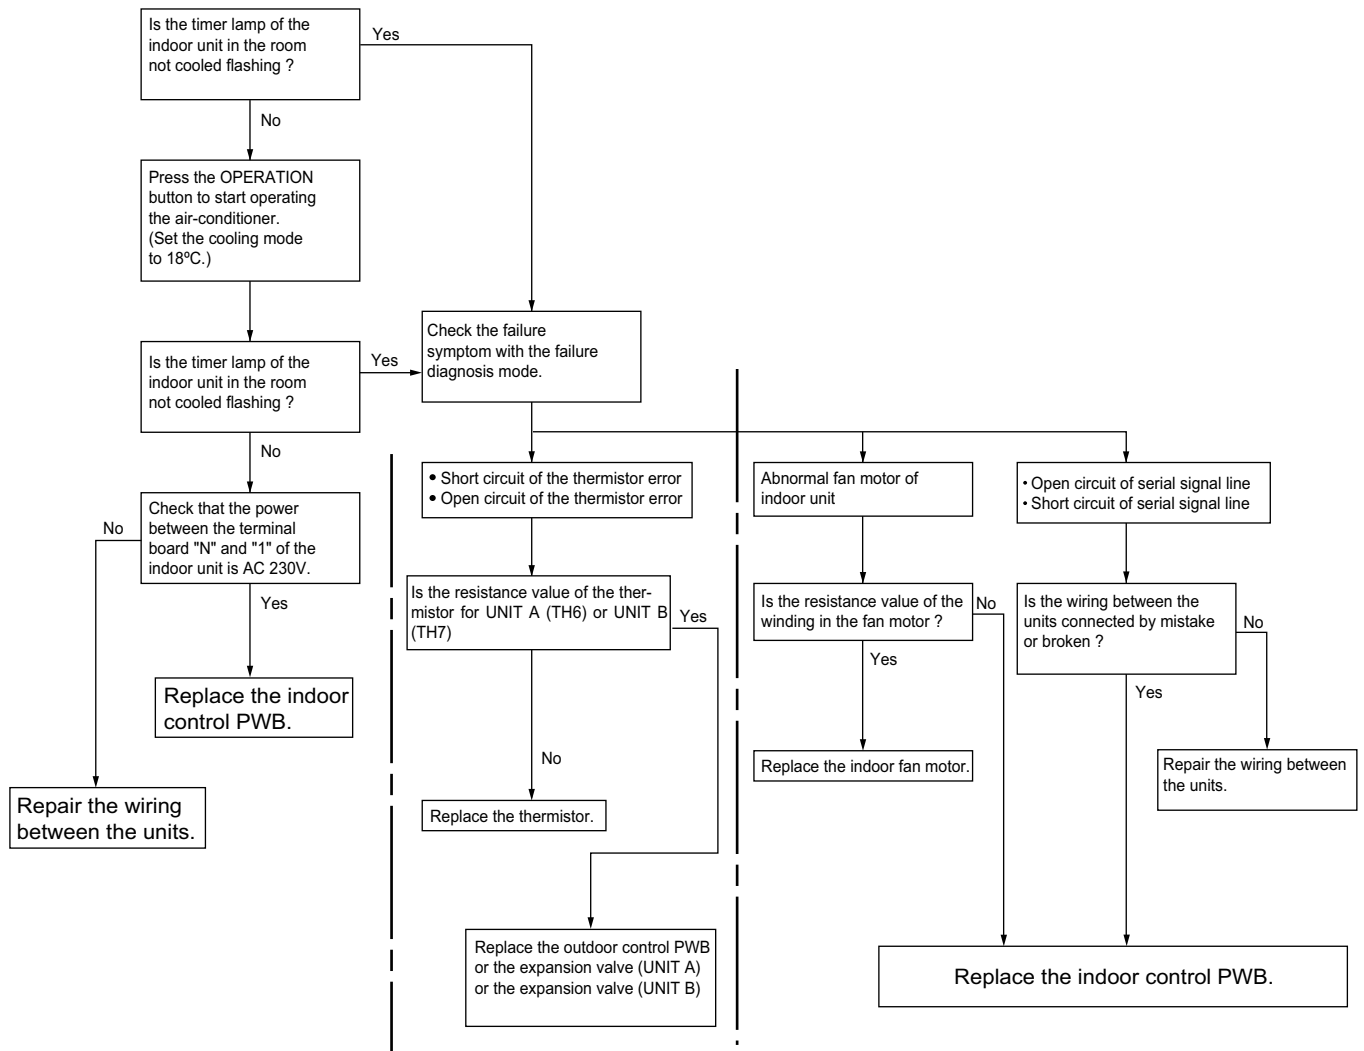 Is the timer lamp of the
indoor unit in the room
not cooled flashing ?
Yes
No
Press the OPERATION
button to start operating
the air-conditioner.
(Set the cooling mode
to 18ºC.)
Is the timer lamp of the
indoor unit in the room
not cooled flashing ?
Yes
Check the failure
symptom with the failure
diagnosis mode.
No
Check that the power
between the terminal
board "N" and "1" of the
indoor unit is AC 230V.
No
Yes
Replace the indoor
control PWB.
Repair the wiring
between the units.
• Short circuit of the thermistor error
• Open circuit of the thermistor error
Is the resistance value of the ther-
mistor for UNIT A (TH6) or UNIT B
(TH7)
Yes
No
Replace the thermistor.
Replace the outdoor control PWB
or the expansion valve (UNIT A)
or the expansion valve (UNIT B)
Abnormal fan motor of
indoor unit
Is the resistance value of the
winding in the fan motor ?
No
Yes
Replace the indoor fan motor.
• Open circuit of serial signal line
• Short circuit of serial signal line
Is the wiring between the
units connected by mistake
or broken ?
No
Yes
Repair the wiring between
the units.
Replace the indoor control PWB.